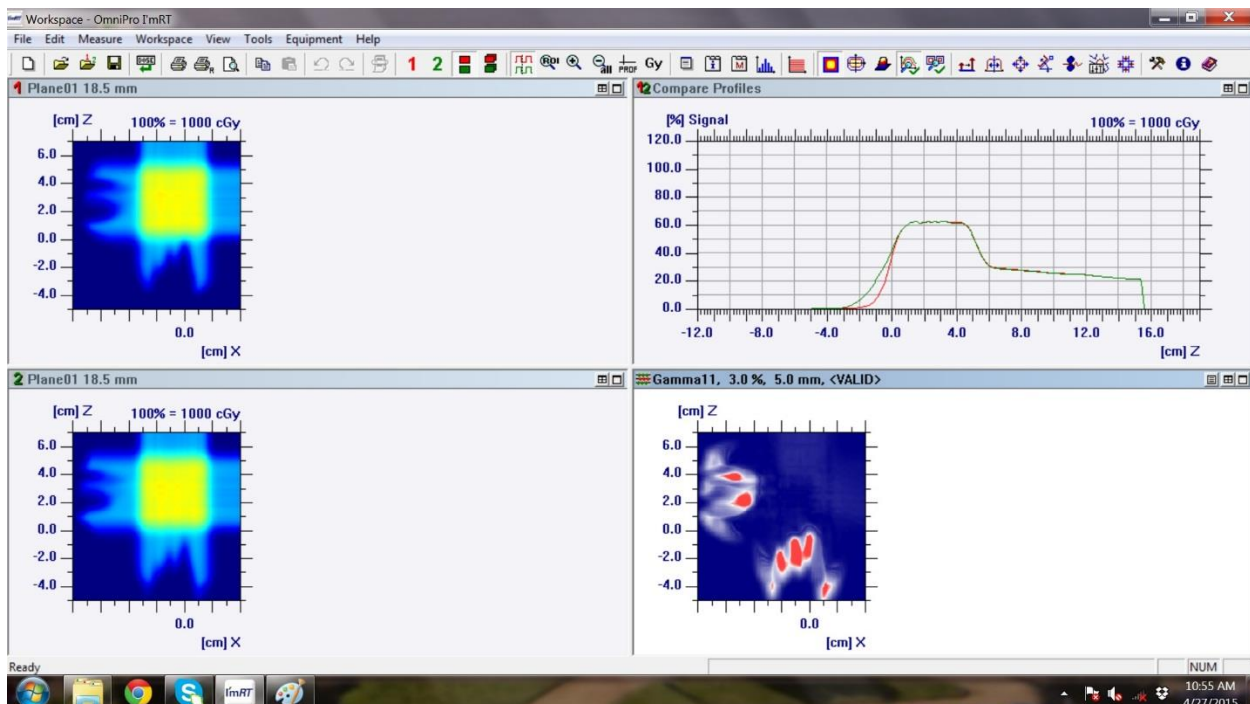 Workspace - OmniPro I'mRT
File Edit Measure Workspace View Tools Equipment Help
1 2 ROI all PROF Gy
1 Plane01 18.5 mm
[cm] Z 100% = 1000 cGy
6.0
4.0
2.0
0.0
-2.0
-4.0
0.0
[cm] X
12 Compare Profiles
[%] Signal 100% = 1000 cGy
120.0
100.0
80.0
60.0
40.0
20.0
0.0
-12.0 -8.0 -4.0 0.0 4.0 8.0 12.0 16.0
[cm] Z
2 Plane01 18.5 mm
[cm] Z 100% = 1000 cGy
6.0
4.0
2.0
0.0
-2.0
-4.0
0.0
[cm] X
Gamma11, 3.0 %, 5.0 mm, <VALID>
[cm] Z
6.0
4.0
2.0
0.0
-2.0
-4.0
0.0
[cm] X
Ready NUM
I'mRT 10:55 AM
4/27/2015